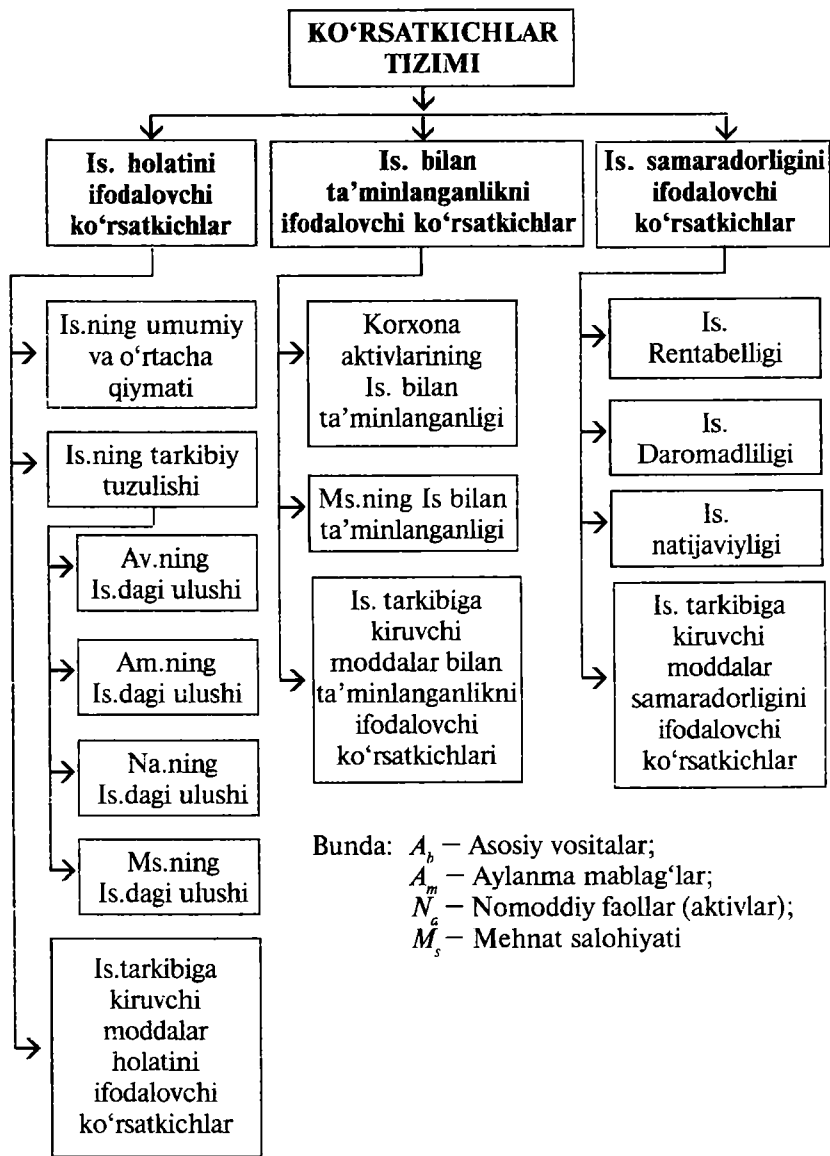 KO‘RSATKICHLAR
TIZIMI
Is. holatini
ifodalovchi
ko‘rsatkichlar
Is. bilan
ta’minlanganlikni
ifodalovchi ko‘rsatkichlar
Is. samaradorligini
ifodalovchi
ko‘rsatkichlar
Is.ning umumiy
va o‘rtacha
qiymati
Is.ning tarkibiy
tuzulishi
Av.ning
Is.dagi ulushi
Am.ning
Is.dagi ulushi
Na.ning
Is.dagi ulushi
Ms.ning
Is.dagi ulushi
Is.tarkibiga
kiruvchi
moddalar
holatini
ifodalovchi
ko‘rsatkichlar
Korxona
aktivlarining
Is. bilan
ta’minlanganligi
Ms.ning Is bilan
ta’minlanganligi
Is. tarkibiga
kiruvchi
moddalar bilan
ta’minlanganlikni
ifodalovchi
ko‘rsatkichlari
Is.
Rentabelligi
Is.
Daromadliligi
Is.
natijaviyligi
Is. tarkibiga
kiruvchi
moddalar
samaradorligini
ifodalovchi
ko‘rsatkichlar
Bunda: A_b – Asosiy vositalar;
A_m – Aylanma mablag‘lar;
N_a – Nomoddiy faollar (aktivlar);
M_s – Mehnat salohiyati